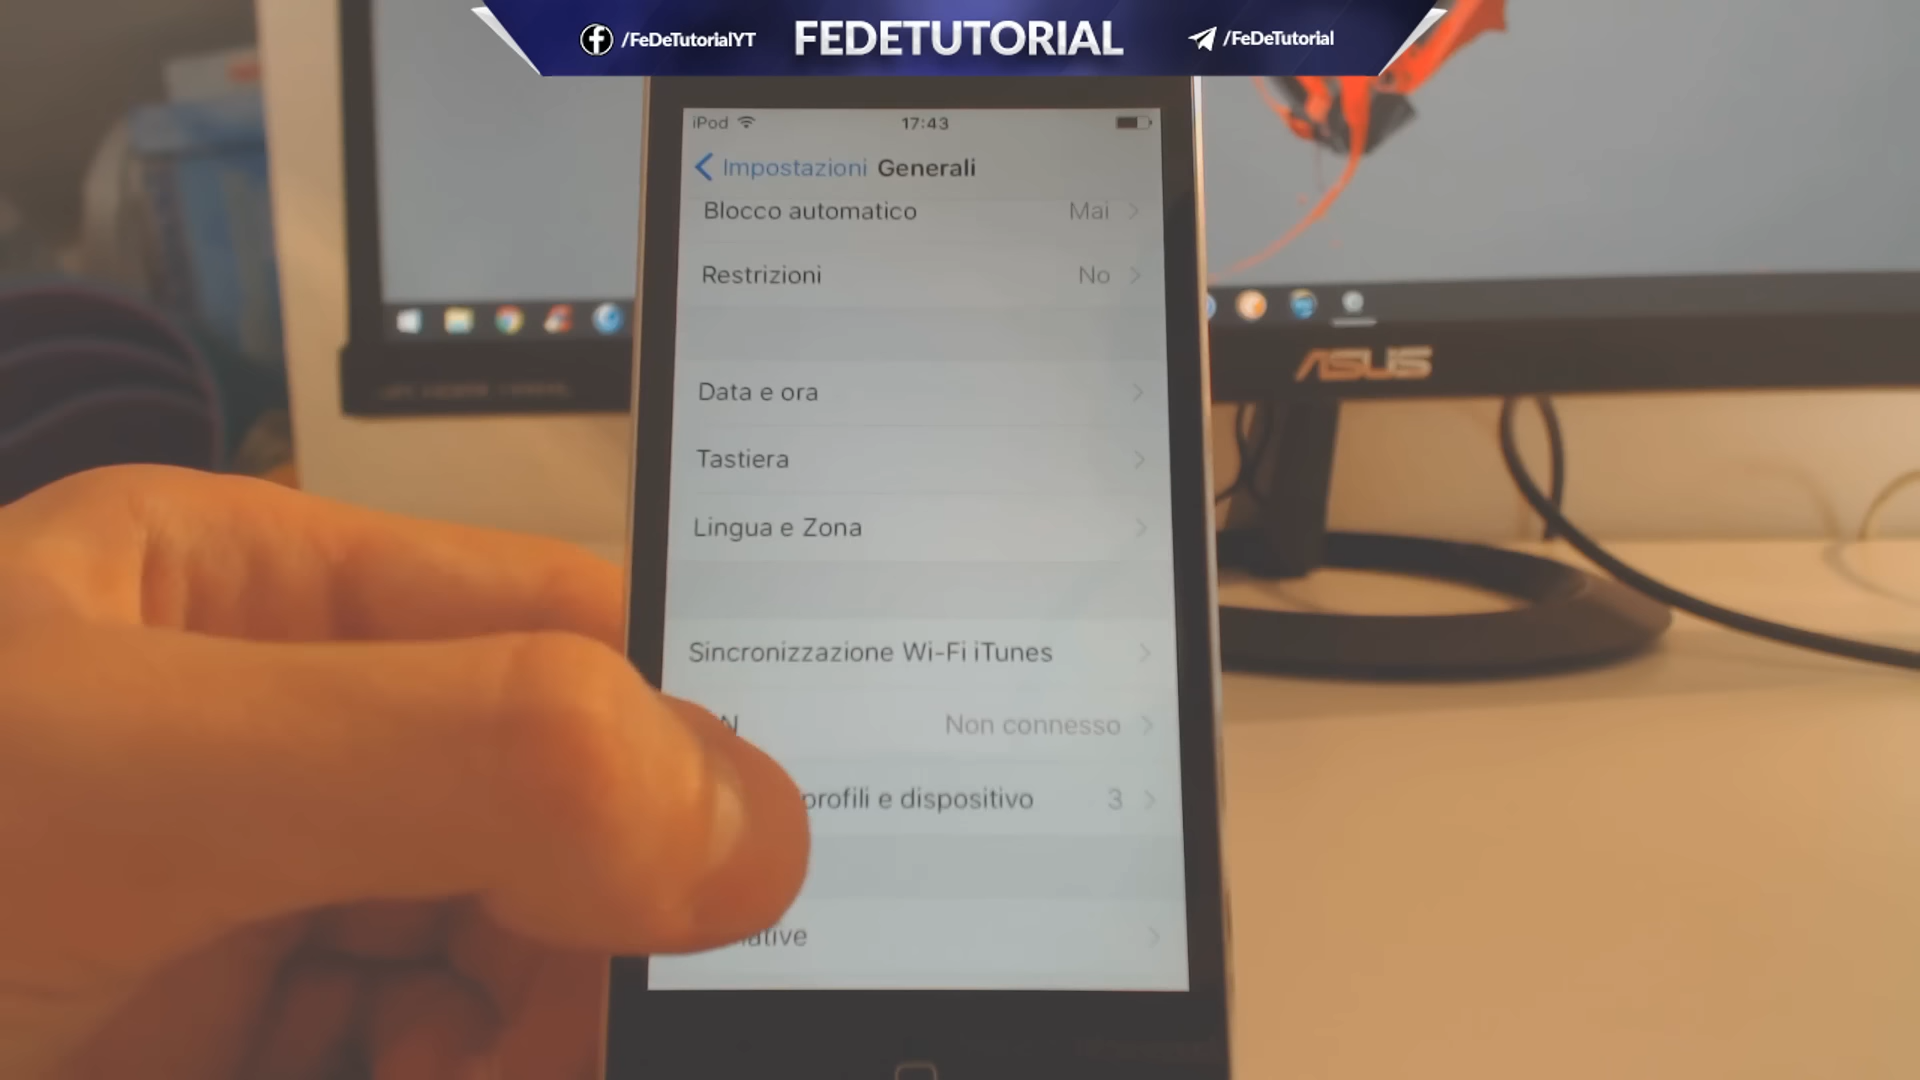 /FeDeTutorialYT FEDETUTORIAL /FeDeTutorial
iPod 17:43
Impostazioni Generali
Blocco automatico Mai
Restrizioni No
Data e ora
Tastiera
Lingua e Zona
Sincronizzazione Wi-Fi iTunes
Non connesso
profili e dispositivo 3
ASUS